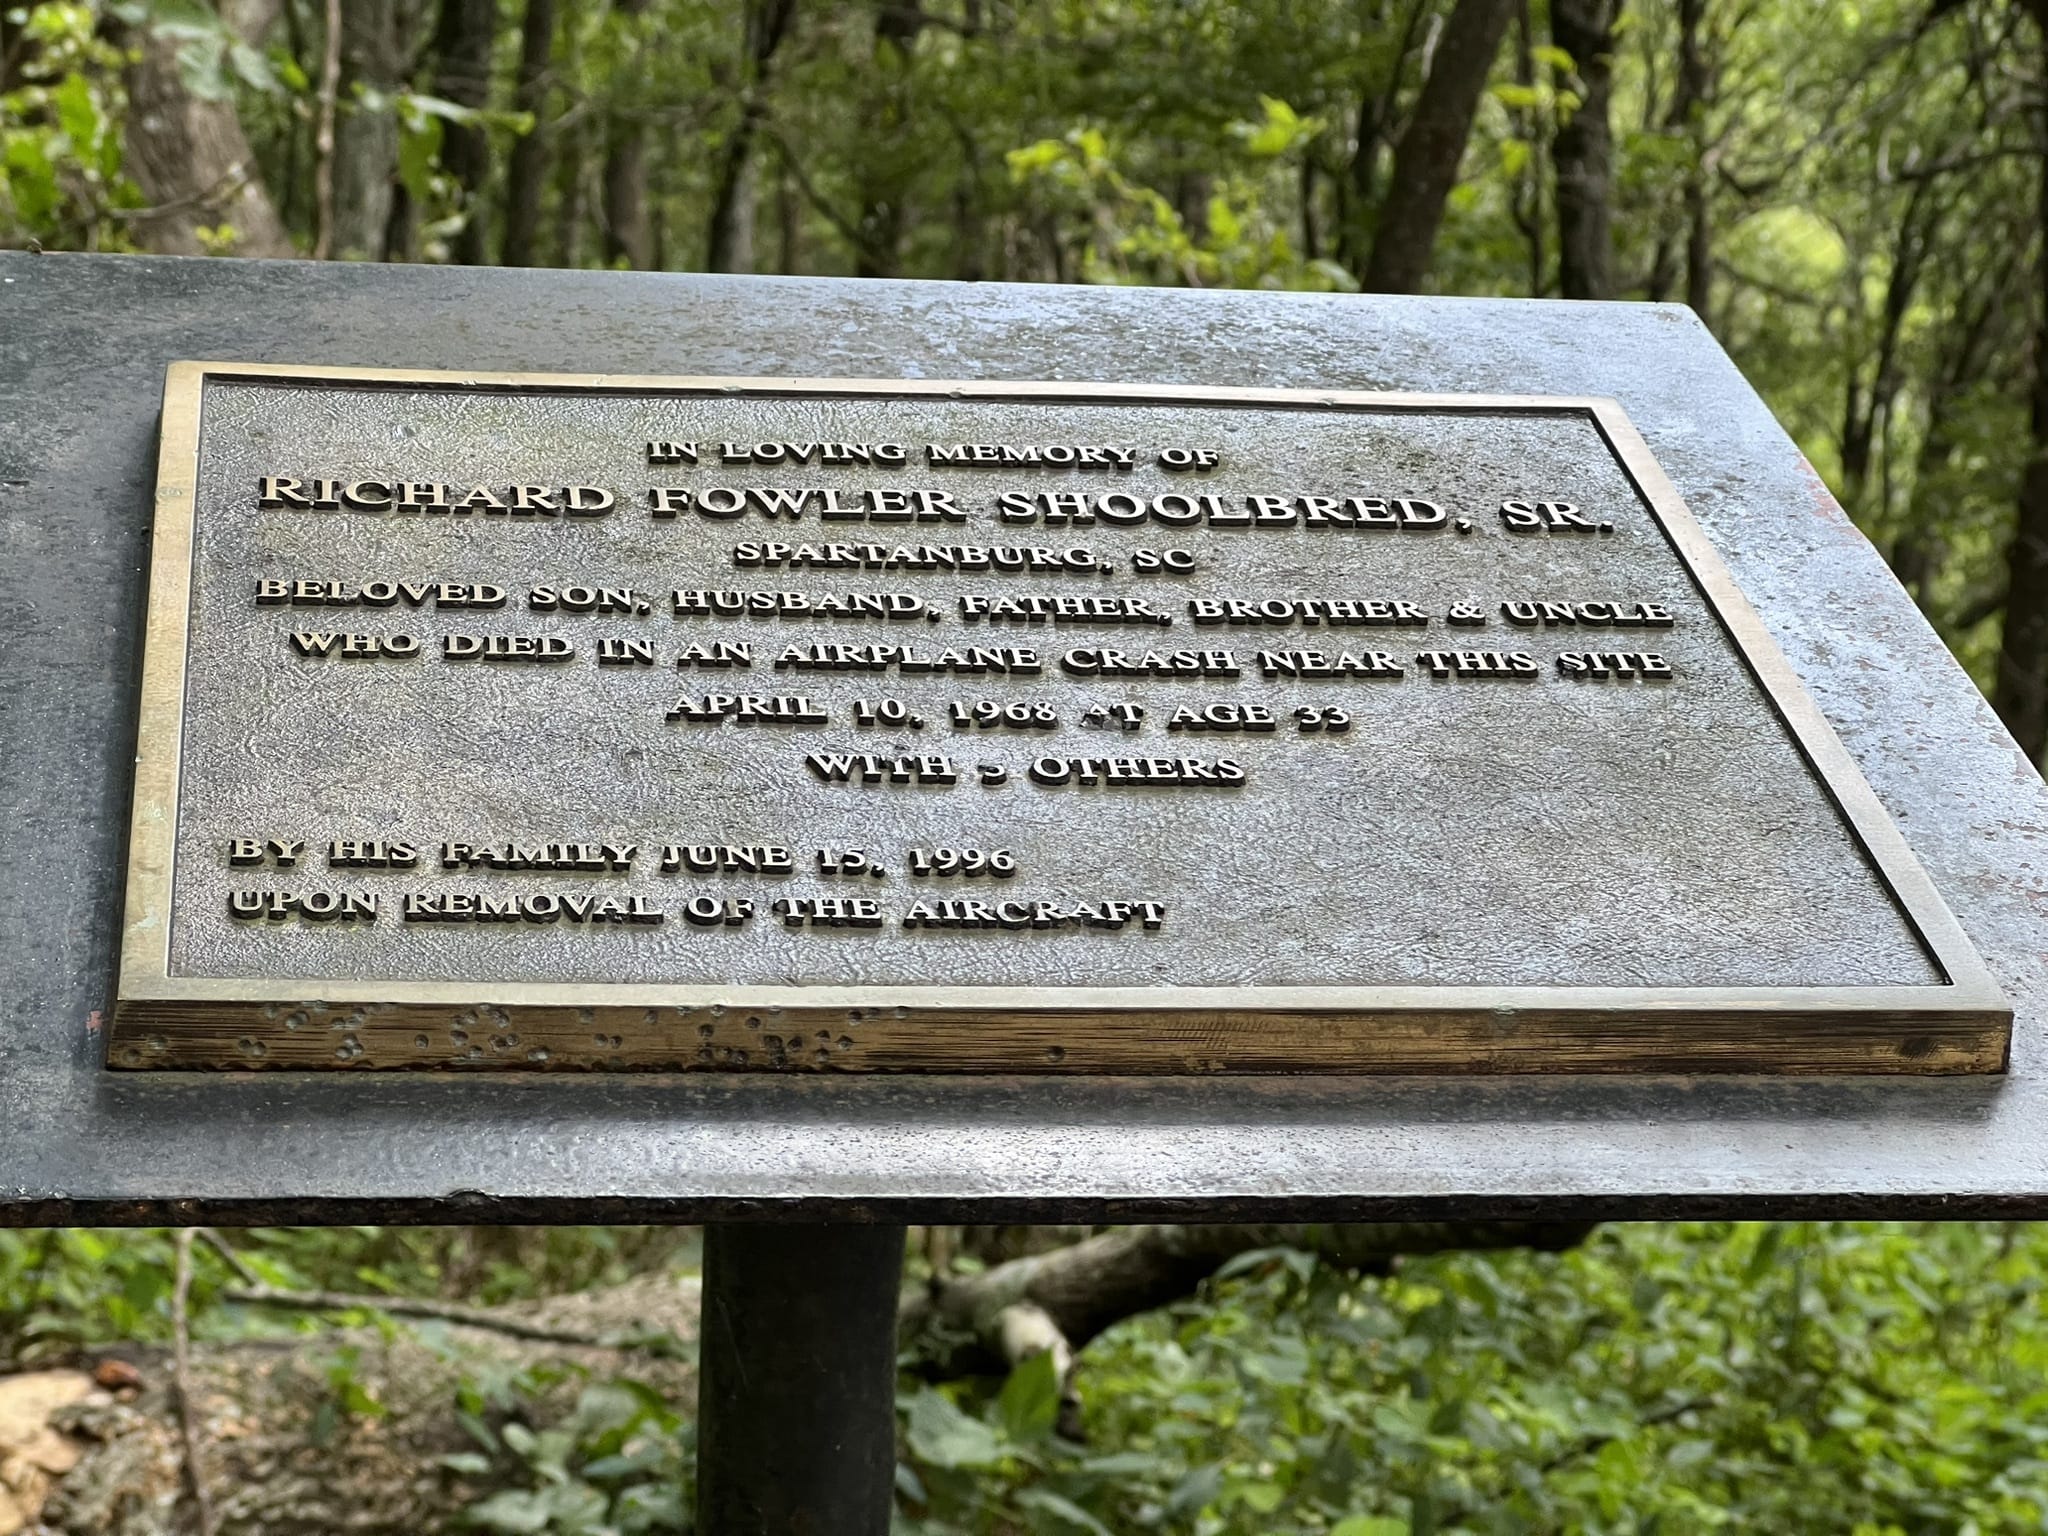 IN LOVING MEMORY OF
RICHARD FOWLER SHOOLBRED, SR.
SPARTANBURG, SC
BELOVED SON, HUSBAND, FATHER, BROTHER & UNCLE
WHO DIED IN AN AIRPLANE CRASH NEAR THIS SITE
APRIL 10, 1968 AT AGE 33
WITH 5 OTHERS
BY HIS FAMILY JUNE 15, 1996
UPON REMOVAL OF THE AIRCRAFT